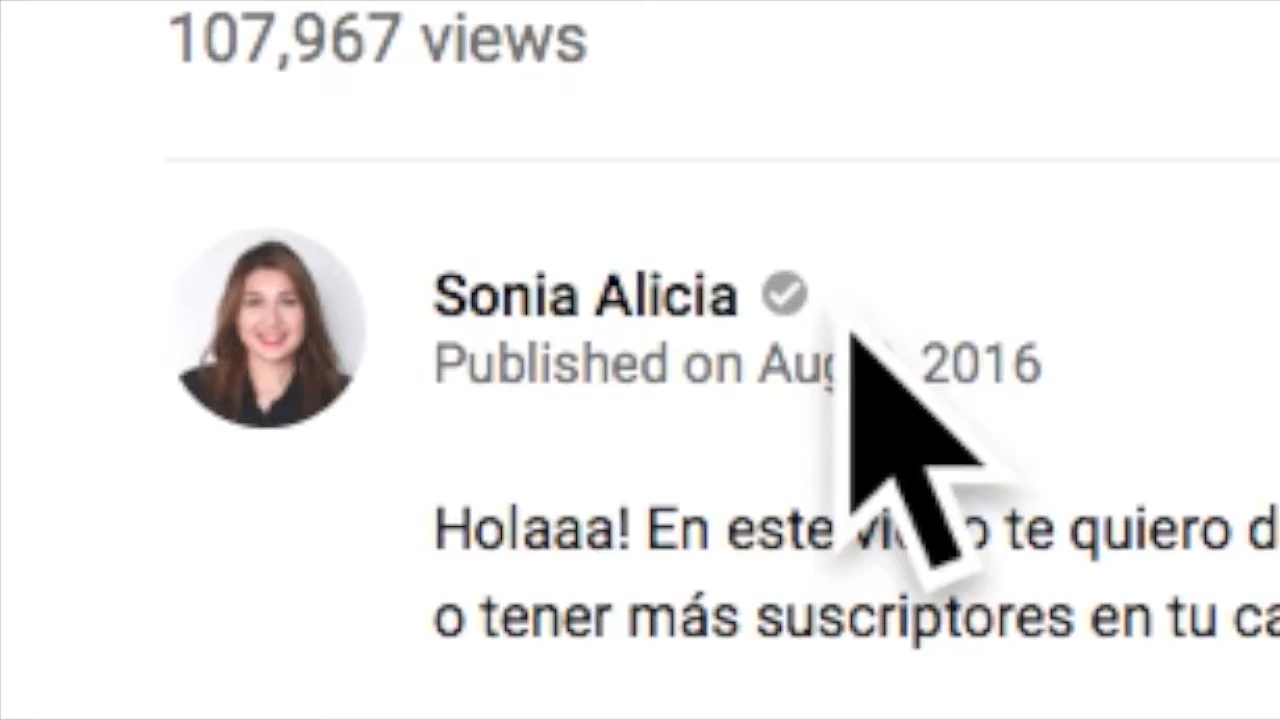 107,967 views
Sonia Alicia
Published on Aug 2016
Holaaa! En este te quiero
o tener más suscriptores en tu